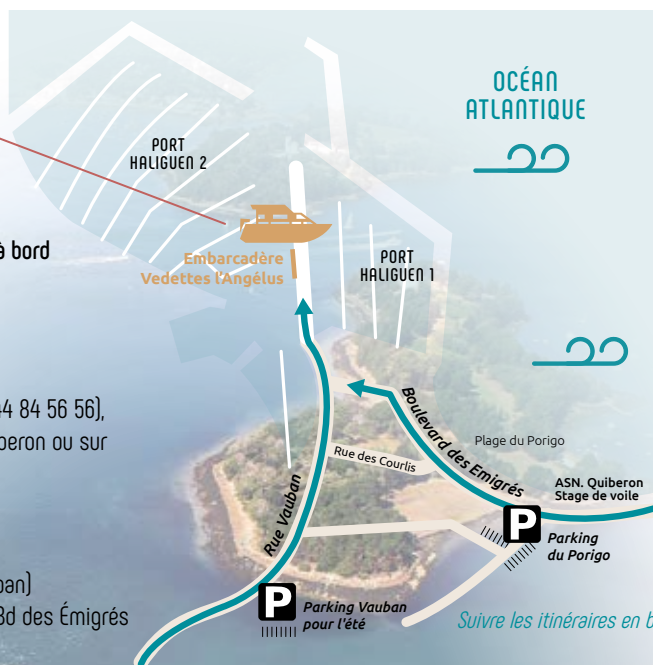 OCÉAN
ATLANTIQUE
PORT
HALIGUEN 2
à bord
Embarcadère
Vedettes l'Angélus
PORT
HALIGUEN 1
44 84 56 56),
beron ou sur
Boulevard des Emigrés
Plage du Porigo
Rue des Courlis
Rue Vauban
ASN. Quiberon
Stage de voile
P
Parking
du Porigo
ban)
Bd des Émigrés
P
Parking Vauban
pour l'été
Suivre les itinéraires en b